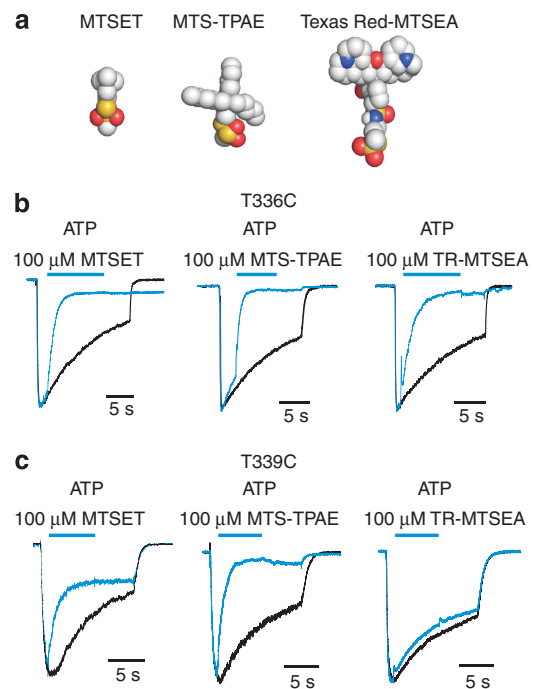 a
MTSET MTS-TPAE Texas Red-MTSEA
b
T336C
ATP ATP ATP
100 μM MTSET 100 μM MTS-TPAE 100 μM TR-MTSEA
5 s 5 s 5 s
c
T339C
ATP ATP ATP
100 μM MTSET 100 μM MTS-TPAE 100 μM TR-MTSEA
5 s 5 s 5 s